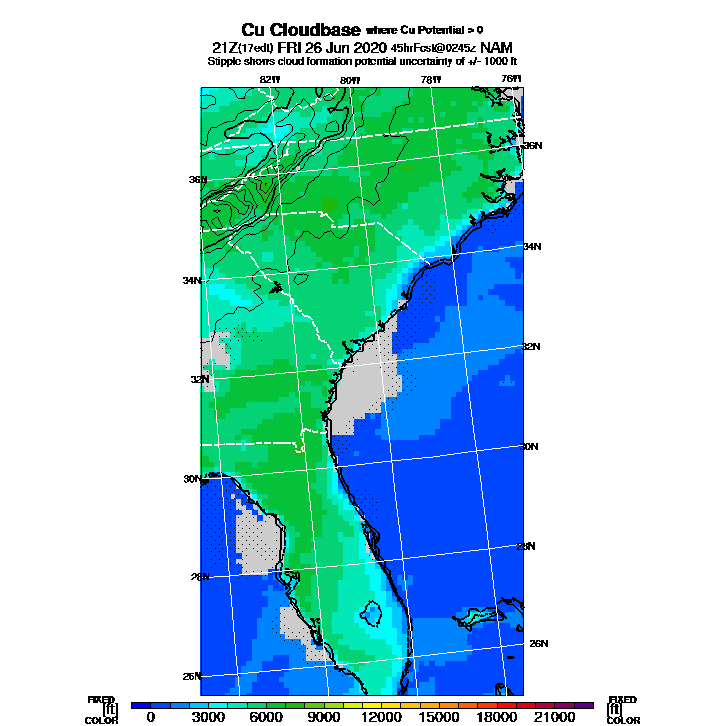 Cu Cloudbase where Cu Potential > 0
21Z(17edt) FRI 26 Jun 2020 45hrFcst@0245z NAM
Stipple shows cloud formation potential uncertainty of +/- 1000 ft
82W 80W 78W 76W
36N
36N
34N
34N
32N
32N
30N
30N
28N
28N
26N
26N
FIXED [ft] COLOR
0 3000 6000 9000 12000 15000 18000 21000
FIXED [ft] COLOR